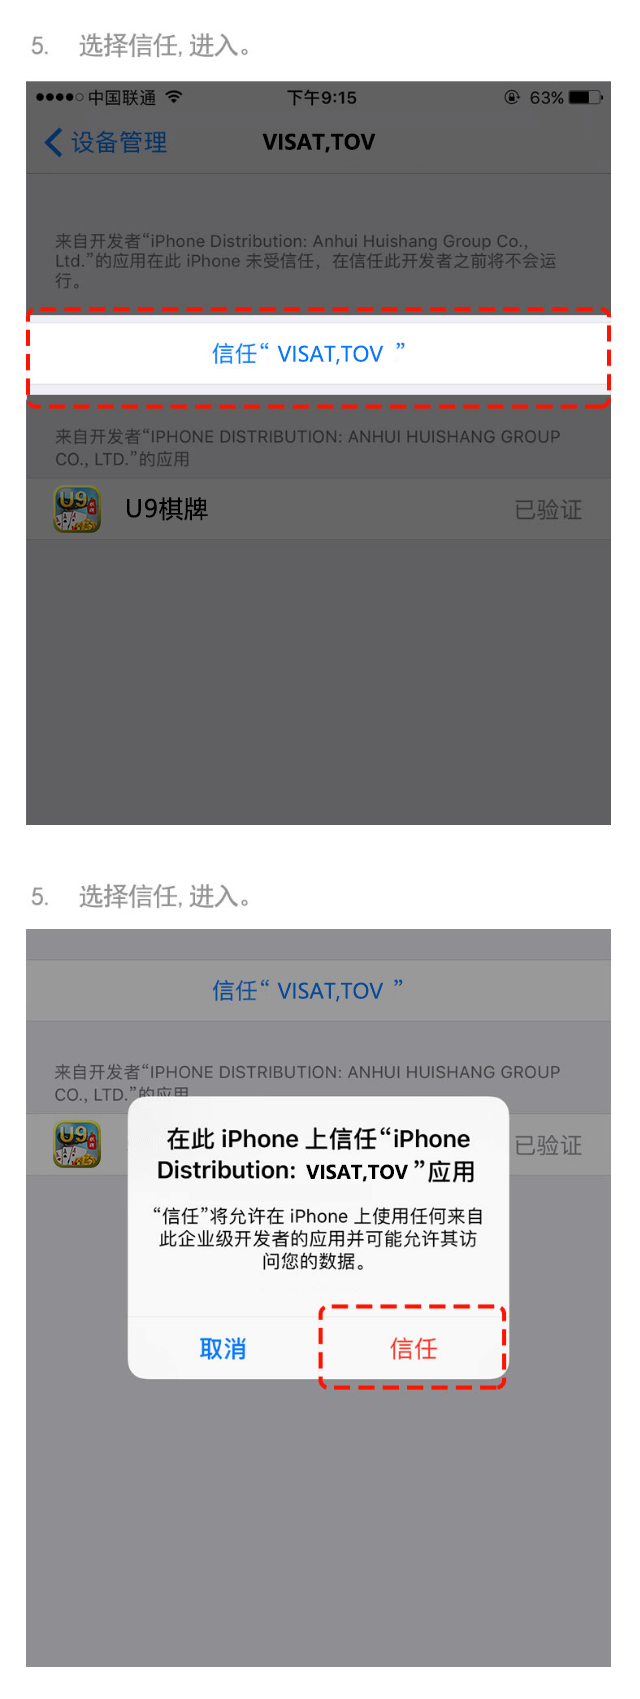 5. 选择信任, 进入。
中国联通 下午9:15 63%
设备管理 VISAT,TOV
来自开发者“iPhone Distribution: Anhui Huishang Group Co.,
Ltd.”的应用在此 iPhone 未受信任，在信任此开发者之前将不会运
行。
信任“ VISAT,TOV ”
来自开发者“IPHONE DISTRIBUTION: ANHUI HUISHANG GROUP
CO., LTD.”的应用
U9
U9棋牌 已验证
5. 选择信任, 进入。
信任“ VISAT,TOV ”
来自开发者“IPHONE DISTRIBUTION: ANHUI HUISHANG GROUP
CO., LTD.”的应用
U9
已验证
在此 iPhone 上信任“iPhone
Distribution: VISAT,TOV ”应用
“信任”将允许在 iPhone 上使用任何来自
此企业级开发者的应用并可能允许其访
问您的数据。
取消 信任